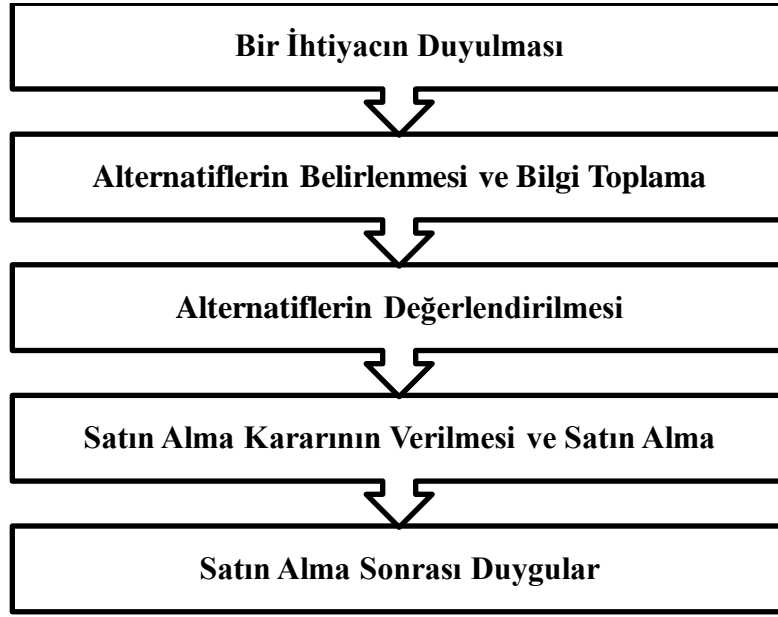 Bir İhtiyacın Duyulması
Alternatiflerin Belirlenmesi ve Bilgi Toplama
Alternatiflerin Değerlendirilmesi
Satın Alma Kararının Verilmesi ve Satın Alma
Satın Alma Sonrası Duygular